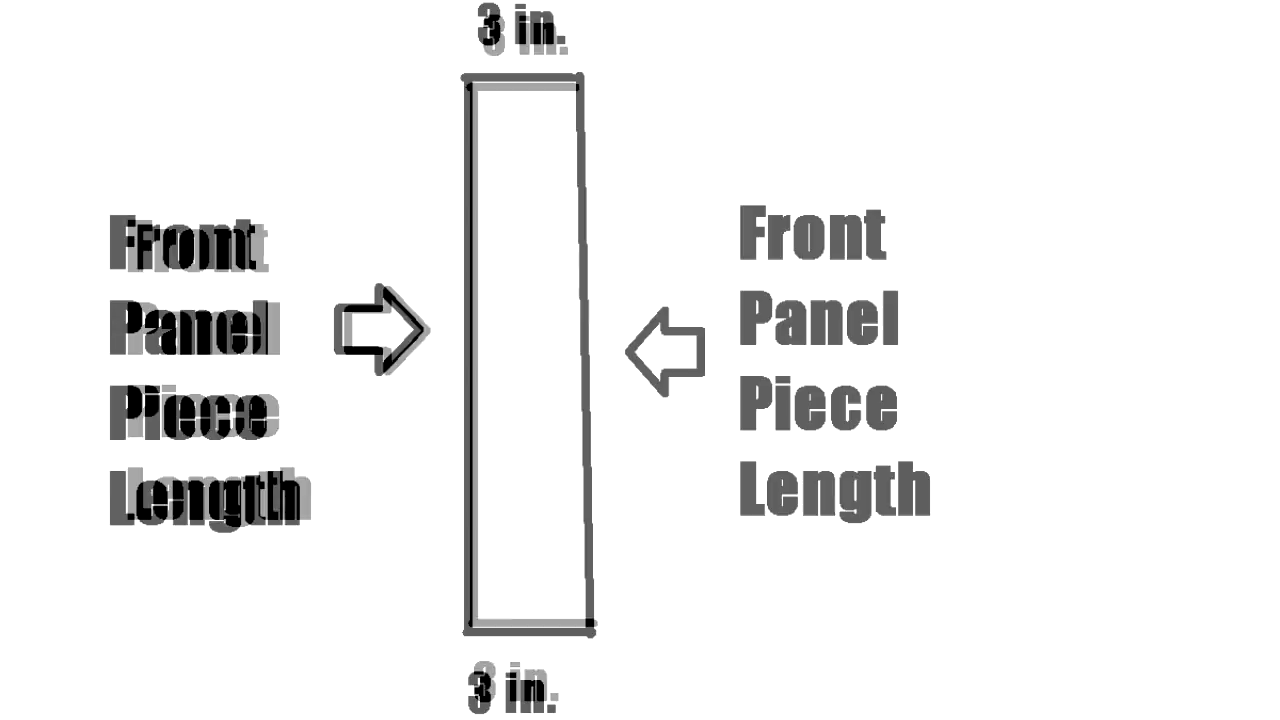 3 in.
Front
Panel
Piece
Length
Front
Panel
Piece
Length
3 in.